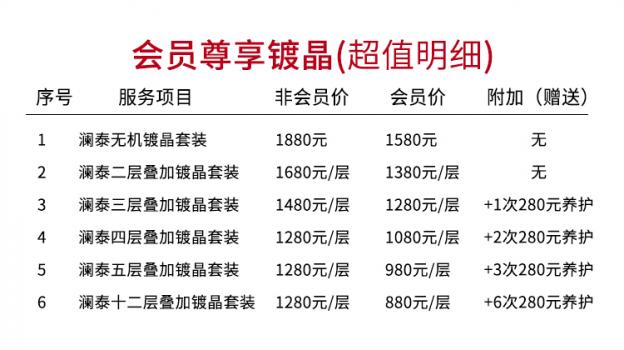 会员尊享镀晶(超值明细)
序号 服务项目 非会员价 会员价 附加（赠送）
1 澜泰无机镀晶套装 1880元 1580元 无
2 澜泰二层叠加镀晶套装 1680元/层 1380元/层 无
3 澜泰三层叠加镀晶套装 1480元/层 1280元/层 +1次280元养护
4 澜泰四层叠加镀晶套装 1280元/层 1080元/层 +2次280元养护
5 澜泰五层叠加镀晶套装 1280元/层 980元/层 +3次280元养护
6 澜泰十二层叠加镀晶套装 1280元/层 880元/层 +6次280元养护